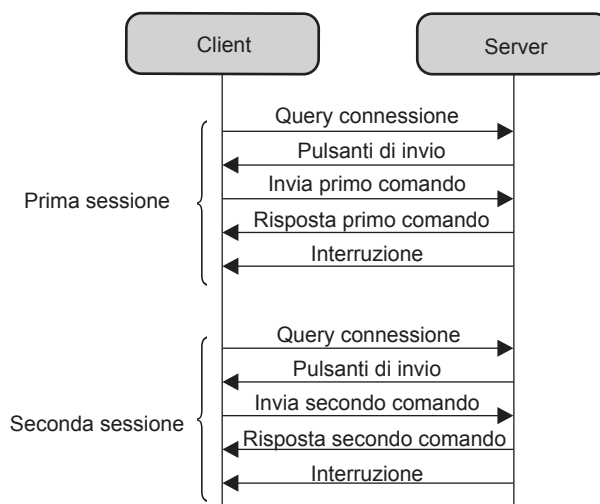 Client
Server
Query connessione
Pulsanti di invio
Invia primo comando
Prima sessione
Risposta primo comando
Interruzione
Query connessione
Pulsanti di invio
Invia secondo comando
Seconda sessione
Risposta secondo comando
Interruzione